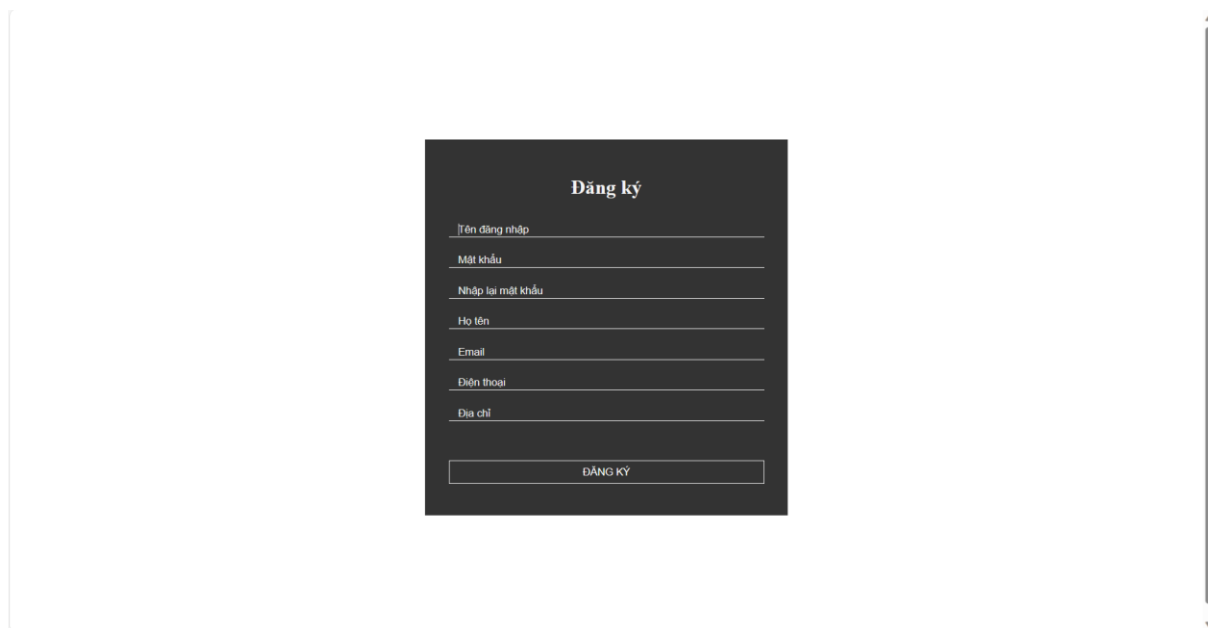 Đăng ký
Tên đăng nhập
Mật khẩu
Nhập lại mật khẩu
Họ tên
Email
Điện thoại
Địa chỉ
ĐĂNG KÝ